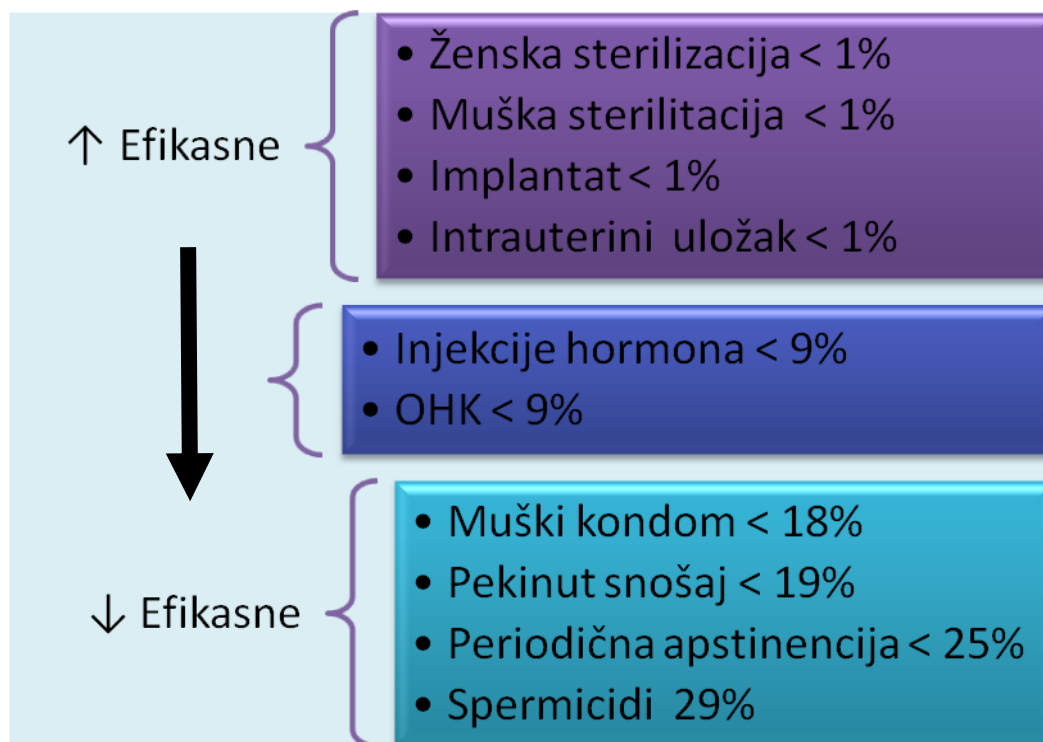 ↑ Efikasne
• Ženska sterilizacija < 1%
• Muška sterilitacija < 1%
• Implantat < 1%
• Intrauterini uložak < 1%
• Injekcije hormona < 9%
• OHK < 9%
↓ Efikasne
• Muški kondom < 18%
• Pekinut snošaj < 19%
• Periodična apstinencija < 25%
• Spermicidi 29%